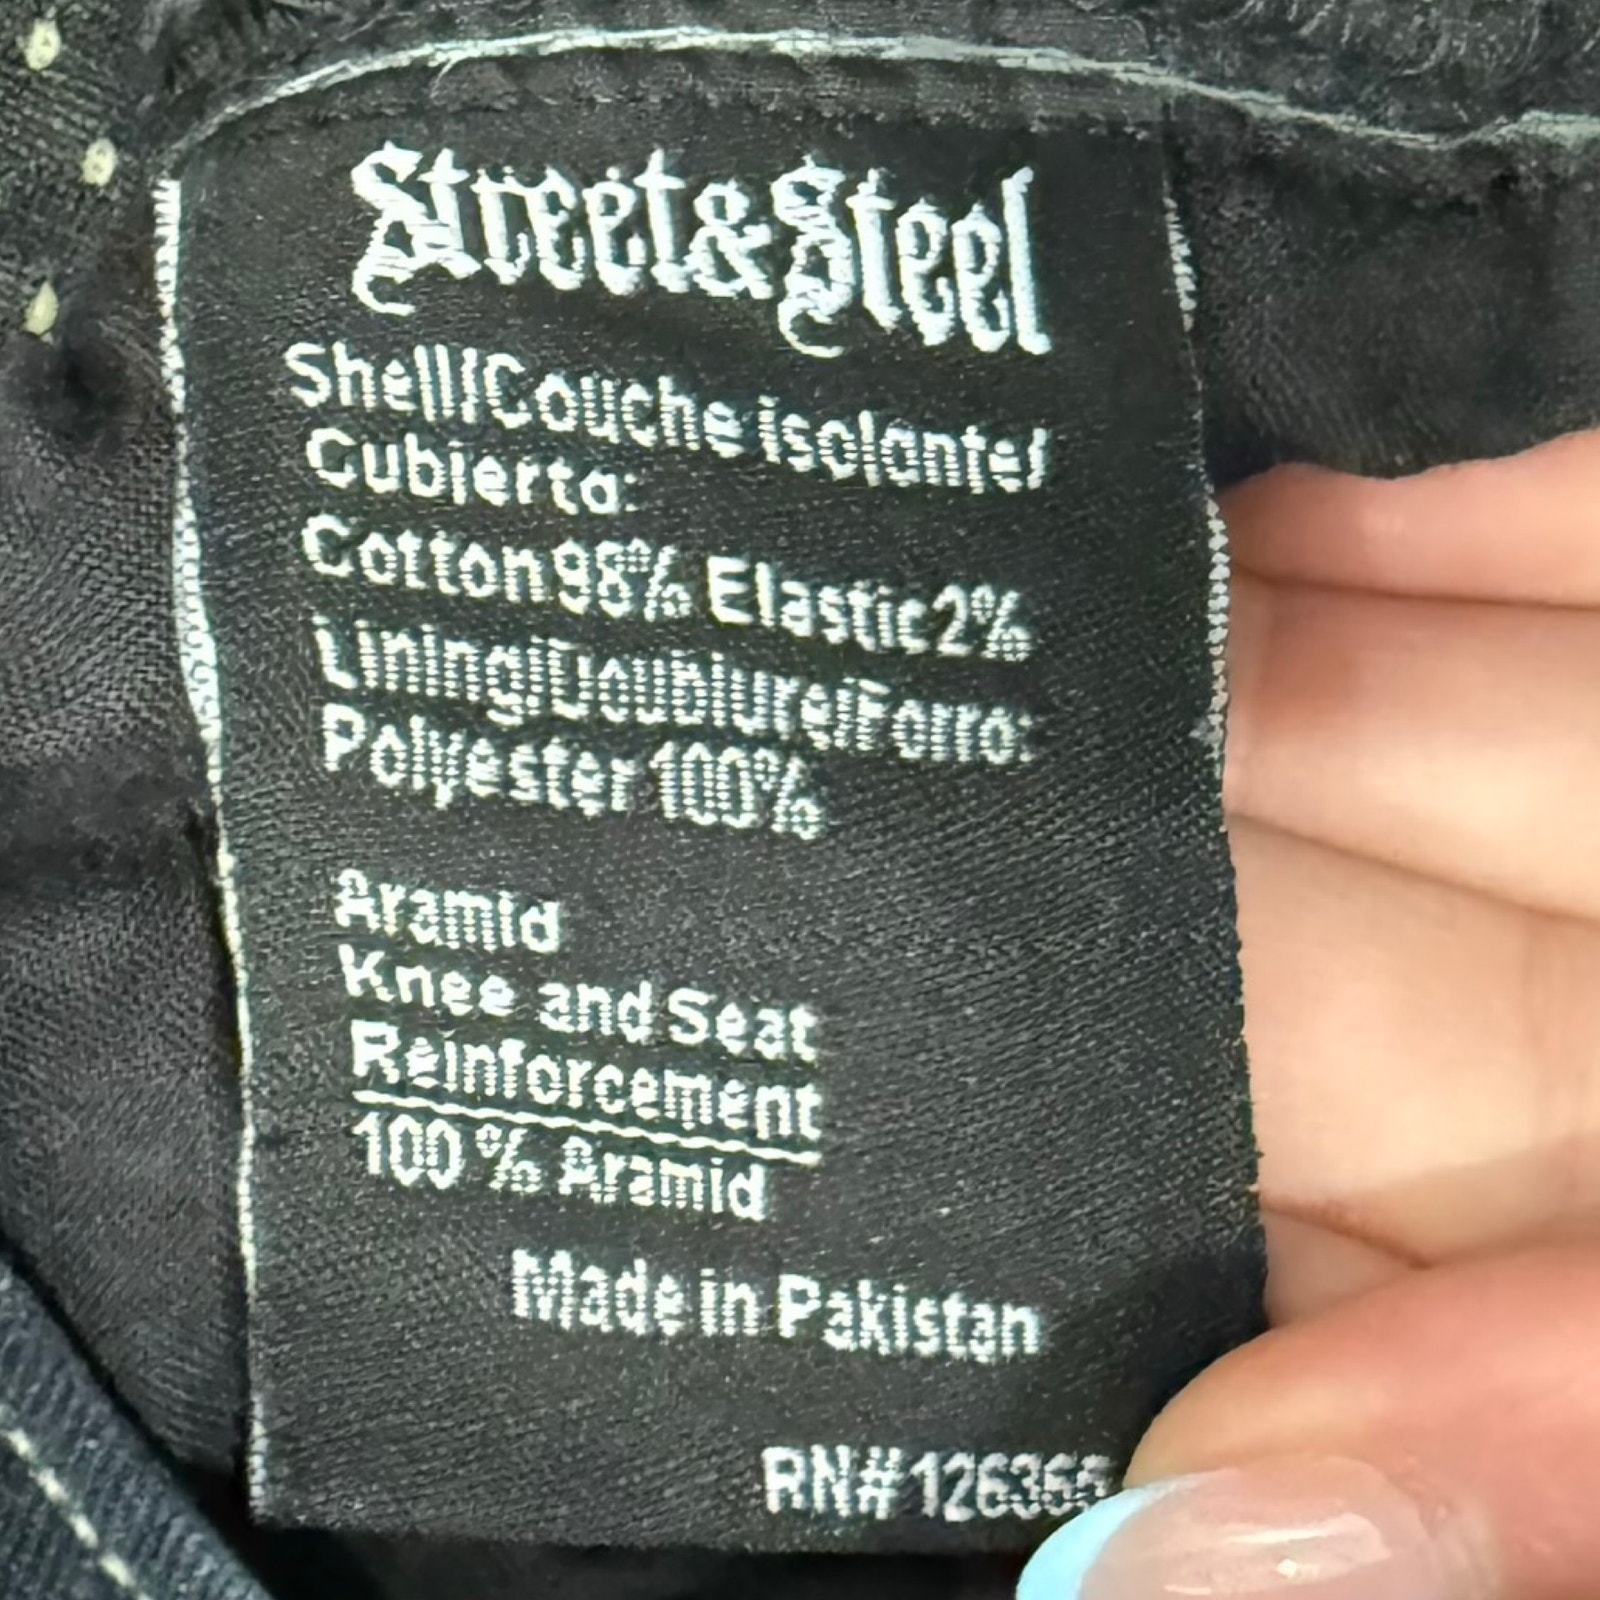 Street & Steel
Shell/Couche isolante/
Cubierta:
Cotton 98% Elastic 2%
Lining/Doublure/Forro:
Polyester 100%
Aramid
Knee and Seat
Reinforcement
100 % Aramid
Made in Pakistan
RN#